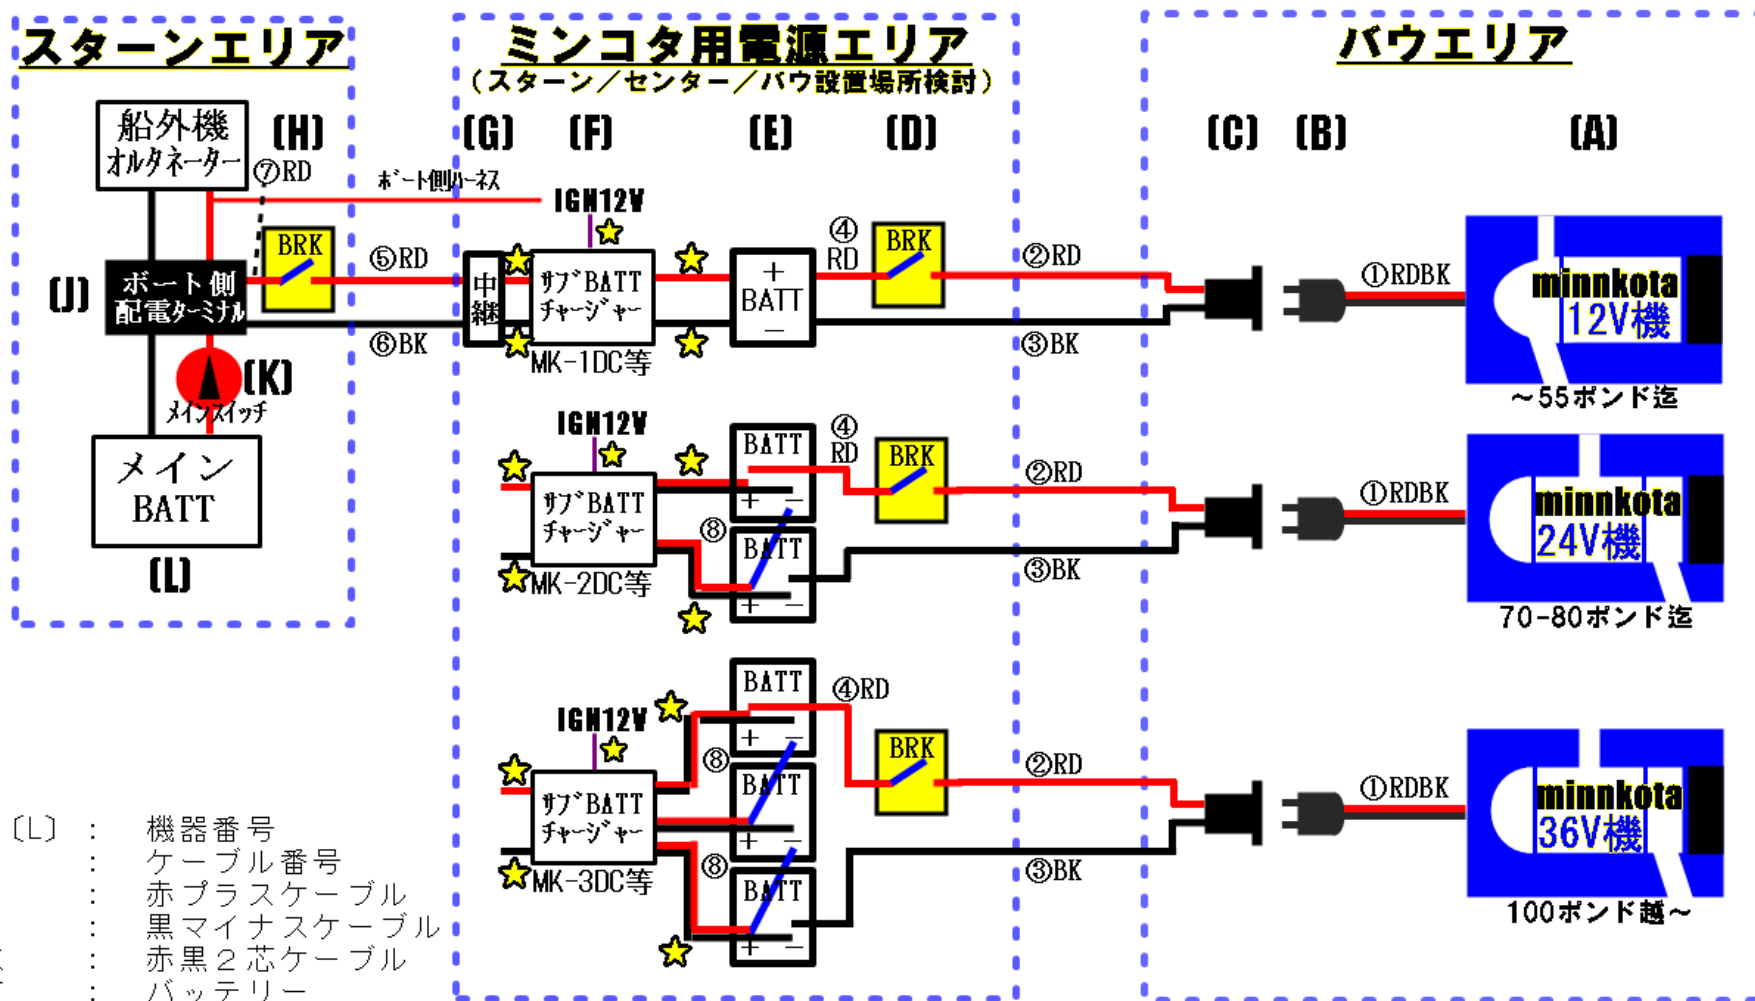 スターンエリア
ミンコタ用電源エリア
(スターン/センター/バウ設置場所検討)
バウエリア
船外機
オルタネーター
(H)
(G)
(F)
(E)
(D)
(C)
(B)
(A)
⑦RD
ボート側ハーネス
IGN12V
BRK
⑤RD
中継
サブBATT
チャージャー
+
BATT
−
④
RD
BRK
②RD
①RDBK
minnkota
12V機
(J)
ボート側
配電ターミナル
⑥BK
MK-1DC等
③BK
~55ポンド迄
(K)
メインスイッチ
メイン
BATT
(L)
IGN12V
サブBATT
チャージャー
MK-2DC等
BATT
+ −
⑧
BATT
+ −
④
RD
BRK
②RD
③BK
①RDBK
minnkota
24V機
70-80ポンド迄
IGN12V
サブBATT
チャージャー
MK-3DC等
BATT
+ −
⑧
BATT
+ −
⑧
BATT
+ −
④RD
BRK
②RD
③BK
①RDBK
minnkota
36V機
100ポンド越~
(L) : 機器番号
: ケーブル番号
: 赤プラスケーブル
: 黒マイナスケーブル
: 赤黒2芯ケーブル
: バッテリー